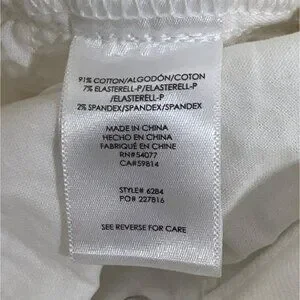 91% COTTON/ALGODÓN/COTON
7% ELASTERELL-P/ELASTERELL-P
/ELASTERELL-P
2% SPANDEX/SPANDEX/SPANDEX
MADE IN CHINA
HECHO EN CHINA
FABRIQUÉ EN CHINE
RN#54077
CA#59814
STYLE# 6284
PO# 227816
SEE REVERSE FOR CARE